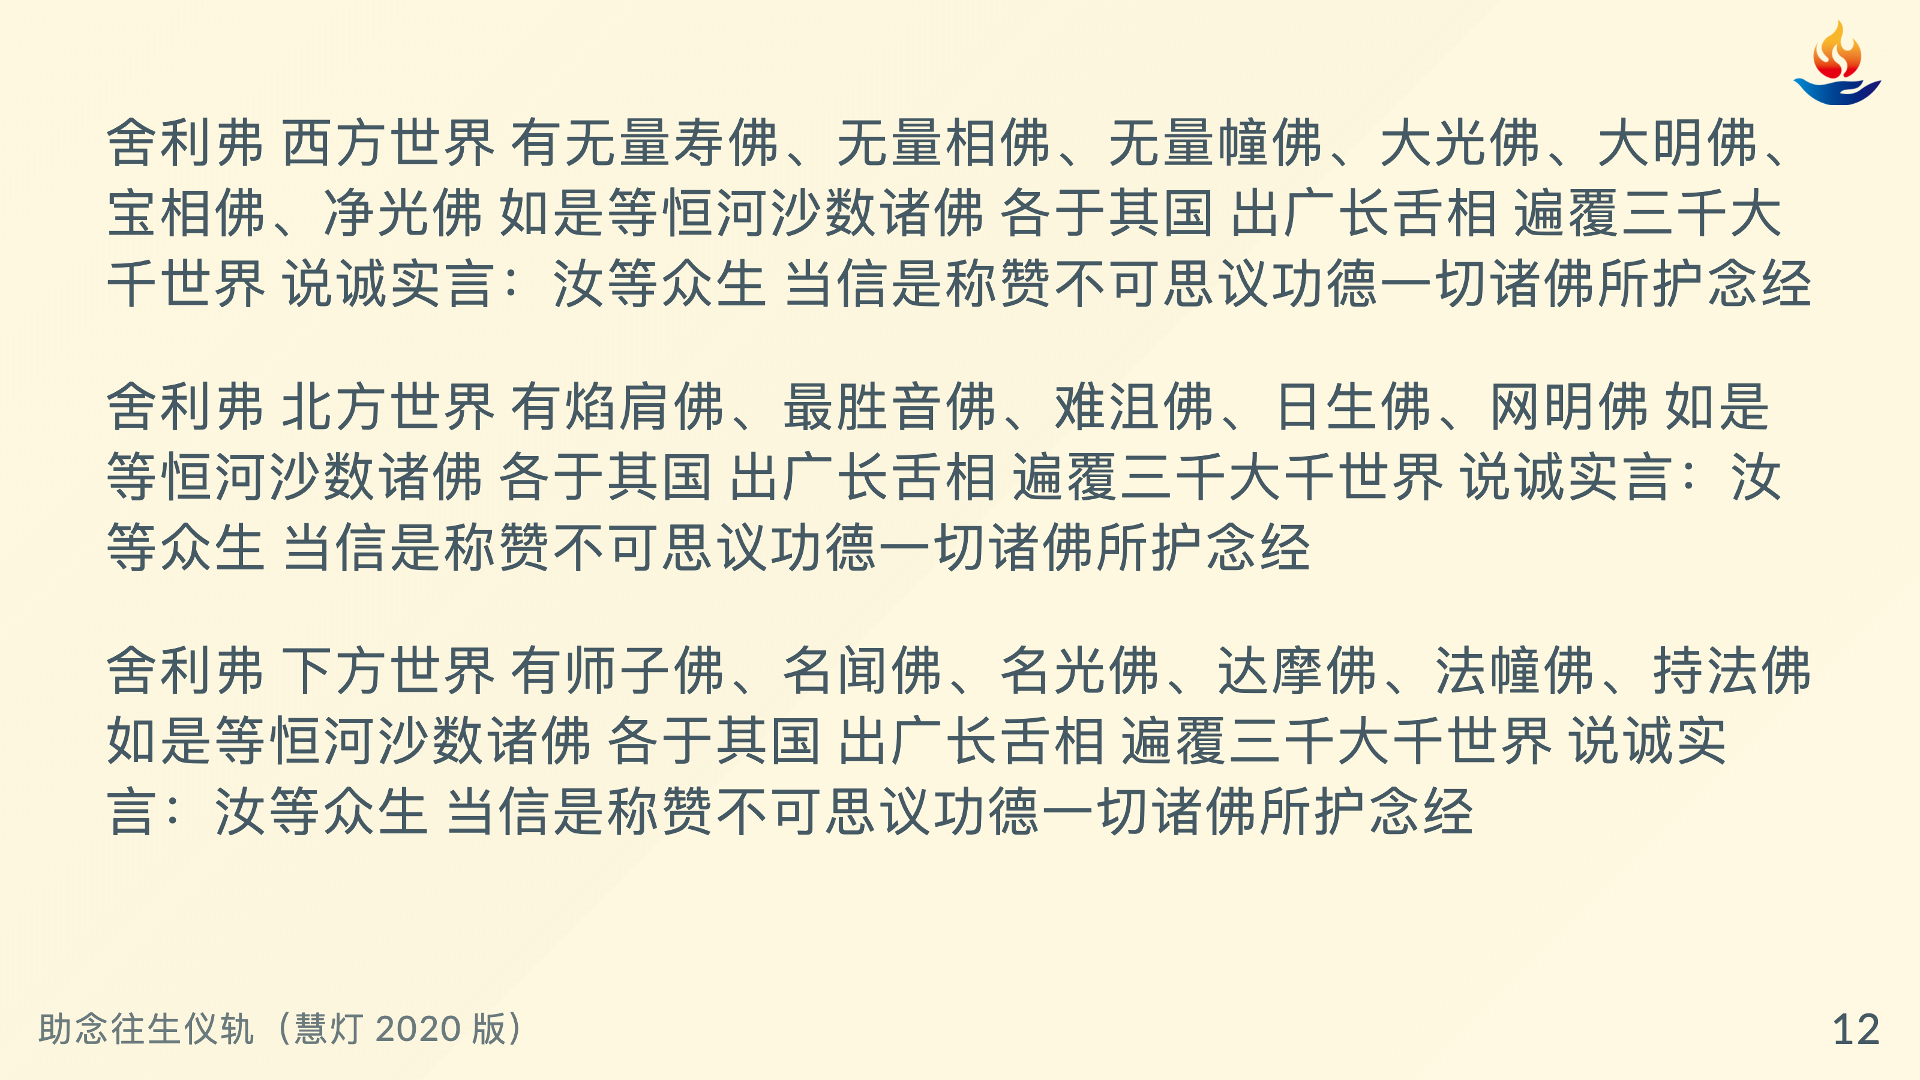 舍利弗 西方世界 有无量寿佛、无量相佛、无量幢佛、大光佛、大明佛、
宝相佛、净光佛 如是等恒河沙数诸佛 各于其国 出广长舌相 遍覆三千大
千世界 说诚实言：汝等众生 当信是称赞不可思议功德一切诸佛所护念经
舍利弗 北方世界 有焰肩佛、最胜音佛、难沮佛、日生佛、网明佛 如是
等恒河沙数诸佛 各于其国 出广长舌相 遍覆三千大千世界 说诚实言：汝
等众生 当信是称赞不可思议功德一切诸佛所护念经
舍利弗 下方世界 有师子佛、名闻佛、名光佛、达摩佛、法幢佛、持法佛
如是等恒河沙数诸佛 各于其国 出广长舌相 遍覆三千大千世界 说诚实
言：汝等众生 当信是称赞不可思议功德一切诸佛所护念经
助念往生仪轨（慧灯 2020 版）
12